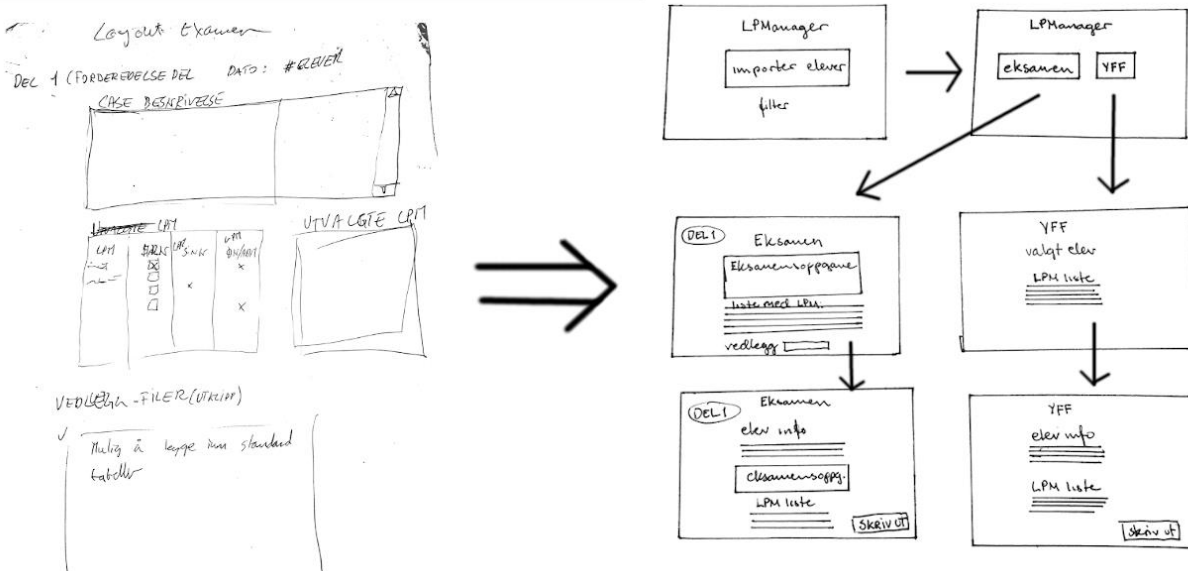 Layout Examen
DEL 1 (FORBEREDELSE DEL DATO: #ELEVER
CASE BESKRIVELSE
LPM
UTVALGTE LPM
LPM
LPM
VEDLEGG-FILER (UTKLIPP)
Mulig å legge inn standard
tabeller
LPManager
importer elever
filter
LPManager
eksamen YFF
DEL 1
Eksamen
Eksamensoppgave
liste med LPM.
vedlegg
YFF
valgt elev
LPM liste
DEL 1
Eksamen
elev info
eksamensoppg.
LPM liste
SKRIV UT
YFF
elev info
LPM liste
Skriv ut